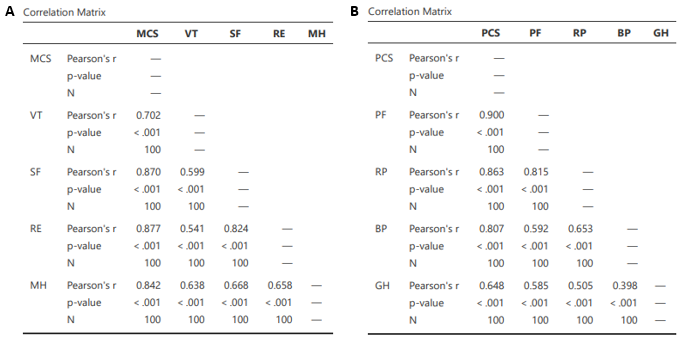 A Correlation Matrix
MCS VT SF RE MH
MCS Pearson's r —
p-value —
N —
VT Pearson's r 0.702 —
p-value < .001 —
N 100 —
SF Pearson's r 0.870 0.599 —
p-value < .001 < .001 —
N 100 100 —
RE Pearson's r 0.877 0.541 0.824 —
p-value < .001 < .001 < .001 —
N 100 100 100 —
MH Pearson's r 0.842 0.638 0.668 0.658 —
p-value < .001 < .001 < .001 < .001 —
N 100 100 100 100 —
B Correlation Matrix
PCS PF RP BP GH
PCS Pearson's r —
p-value —
N —
PF Pearson's r 0.900 —
p-value < .001 —
N 100 —
RP Pearson's r 0.863 0.815 —
p-value < .001 < .001 —
N 100 100 —
BP Pearson's r 0.807 0.592 0.653 —
p-value < .001 < .001 < .001 —
N 100 100 100 —
GH Pearson's r 0.648 0.585 0.505 0.398 —
p-value < .001 < .001 < .001 < .001 —
N 100 100 100 100 —